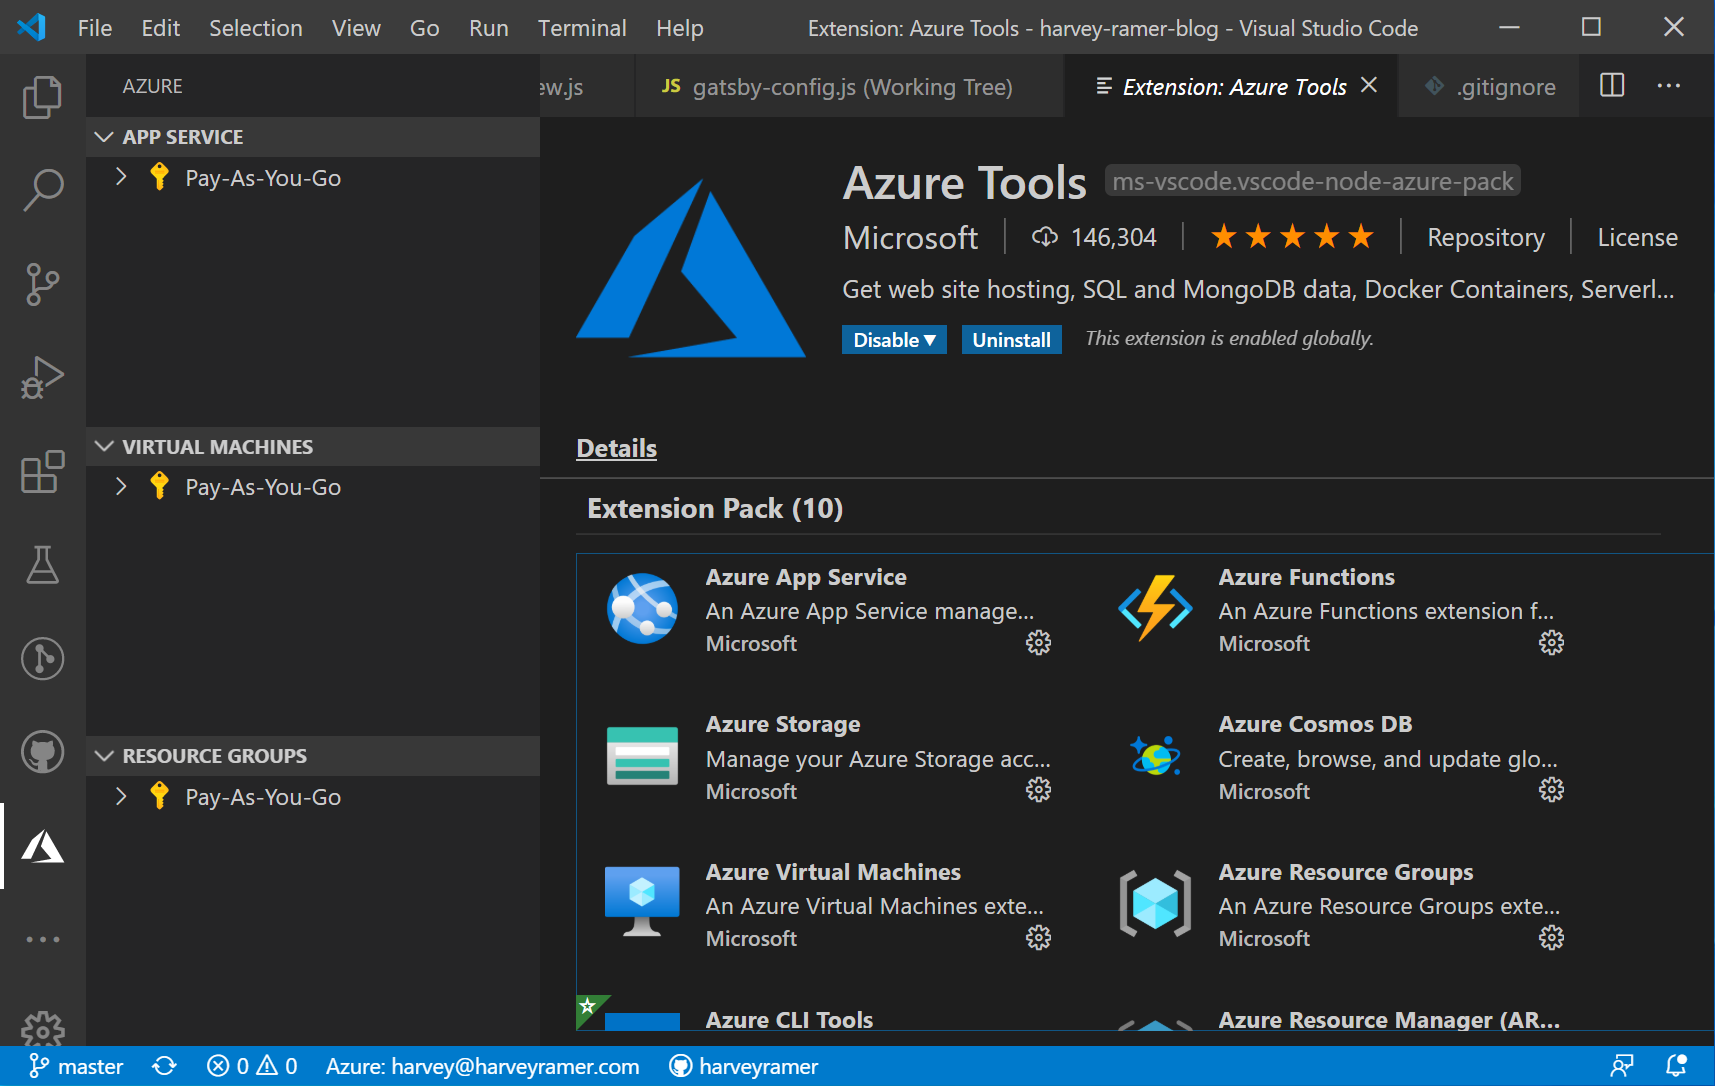 File Edit Selection View Go Run Terminal Help Extension: Azure Tools - harvey-ramer-blog - Visual Studio Code
AZURE
ew.js JS gatsby-config.js (Working Tree) Extension: Azure Tools .gitignore
APP SERVICE
Pay-As-You-Go
VIRTUAL MACHINES
Pay-As-You-Go
RESOURCE GROUPS
Pay-As-You-Go
Azure Tools ms-vscode.vscode-node-azure-pack
Microsoft 146,304 ★★★★★ Repository License
Get web site hosting, SQL and MongoDB data, Docker Containers, Serverl...
Disable▼ Uninstall This extension is enabled globally.
Details
Extension Pack (10)
Azure App Service
An Azure App Service manage...
Microsoft
Azure Functions
An Azure Functions extension f...
Microsoft
Azure Storage
Manage your Azure Storage acc...
Microsoft
Azure Cosmos DB
Create, browse, and update glo...
Microsoft
Azure Virtual Machines
An Azure Virtual Machines exte...
Microsoft
Azure Resource Groups
An Azure Resource Groups exte...
Microsoft
Azure CLI Tools
Azure Resource Manager (AR...
master 0 0 Azure: harvey@harveyramer.com harveyramer